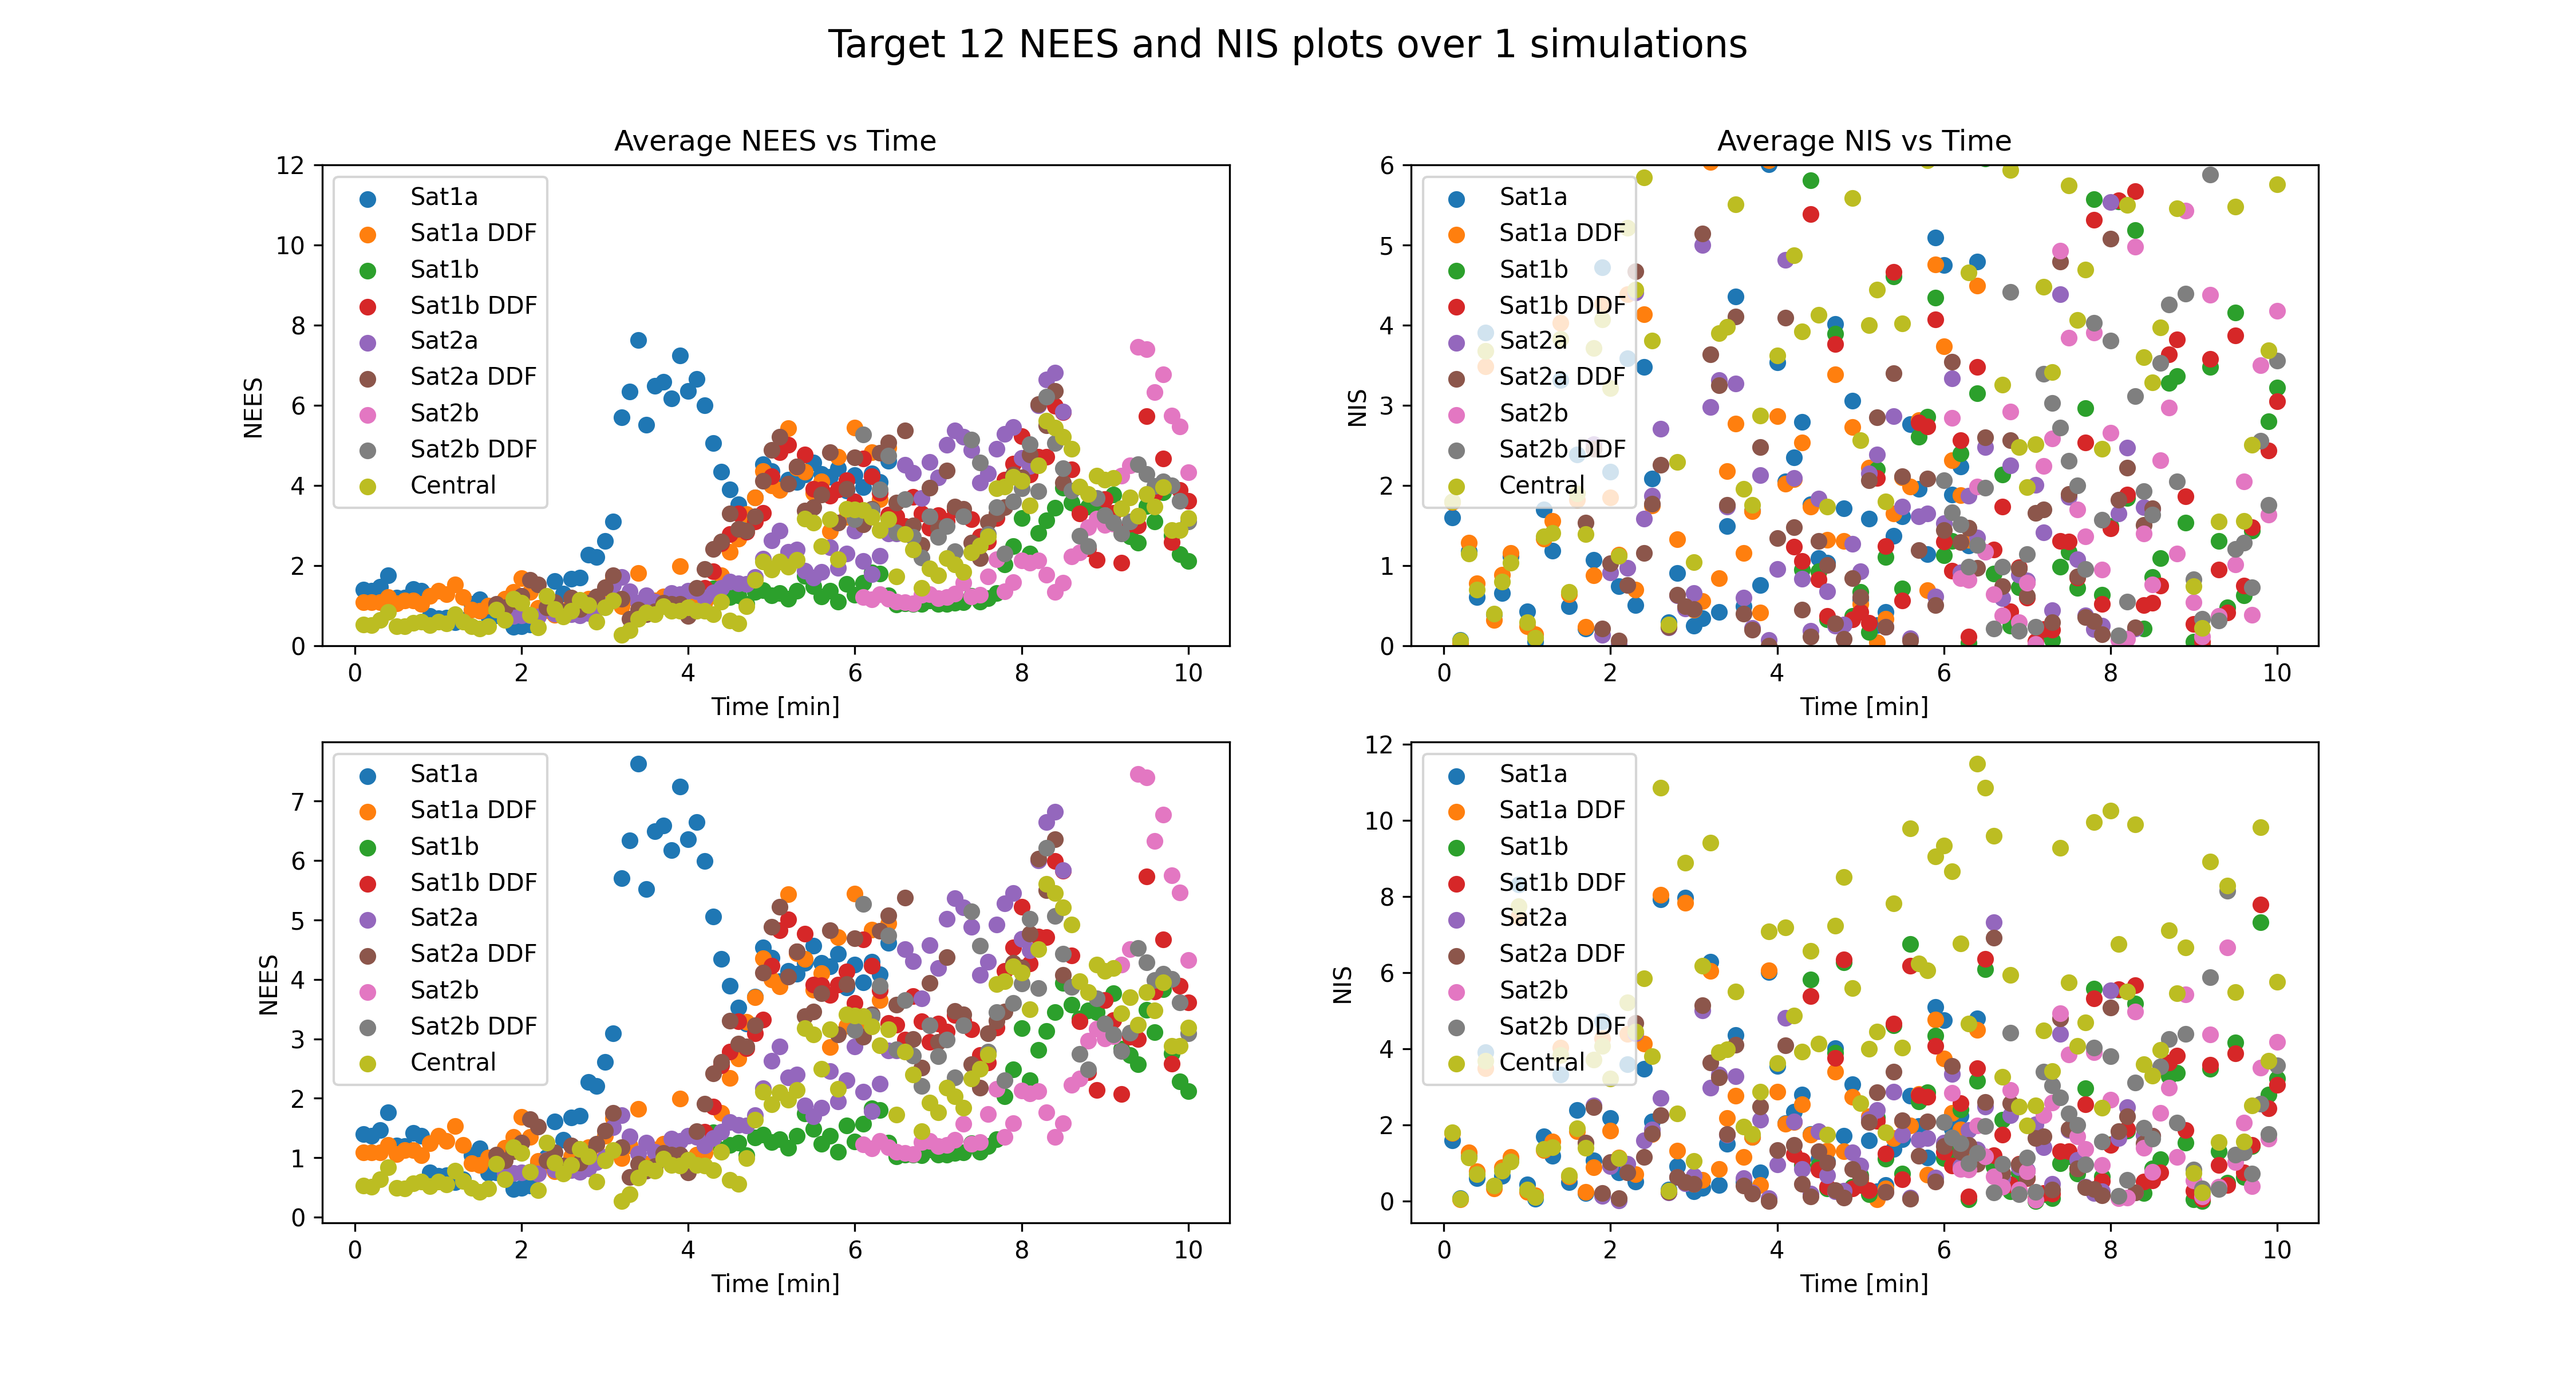 Target 12 NEES and NIS plots over 1 simulations
Average NEES vs Time
12
10
8
6
4
2
0
NEES
Sat1a
Sat1a DDF
Sat1b
Sat1b DDF
Sat2a
Sat2a DDF
Sat2b
Sat2b DDF
Central
0 2 4 6 8 10
Time [min]
Average NIS vs Time
6
5
4
3
2
1
0
NIS
Sat1a
Sat1a DDF
Sat1b
Sat1b DDF
Sat2a
Sat2a DDF
Sat2b
Sat2b DDF
Central
0 2 4 6 8 10
Time [min]
7
6
5
4
3
2
1
0
NEES
Sat1a
Sat1a DDF
Sat1b
Sat1b DDF
Sat2a
Sat2a DDF
Sat2b
Sat2b DDF
Central
0 2 4 6 8 10
Time [min]
12
10
8
6
4
2
0
NIS
Sat1a
Sat1a DDF
Sat1b
Sat1b DDF
Sat2a
Sat2a DDF
Sat2b
Sat2b DDF
Central
0 2 4 6 8 10
Time [min]